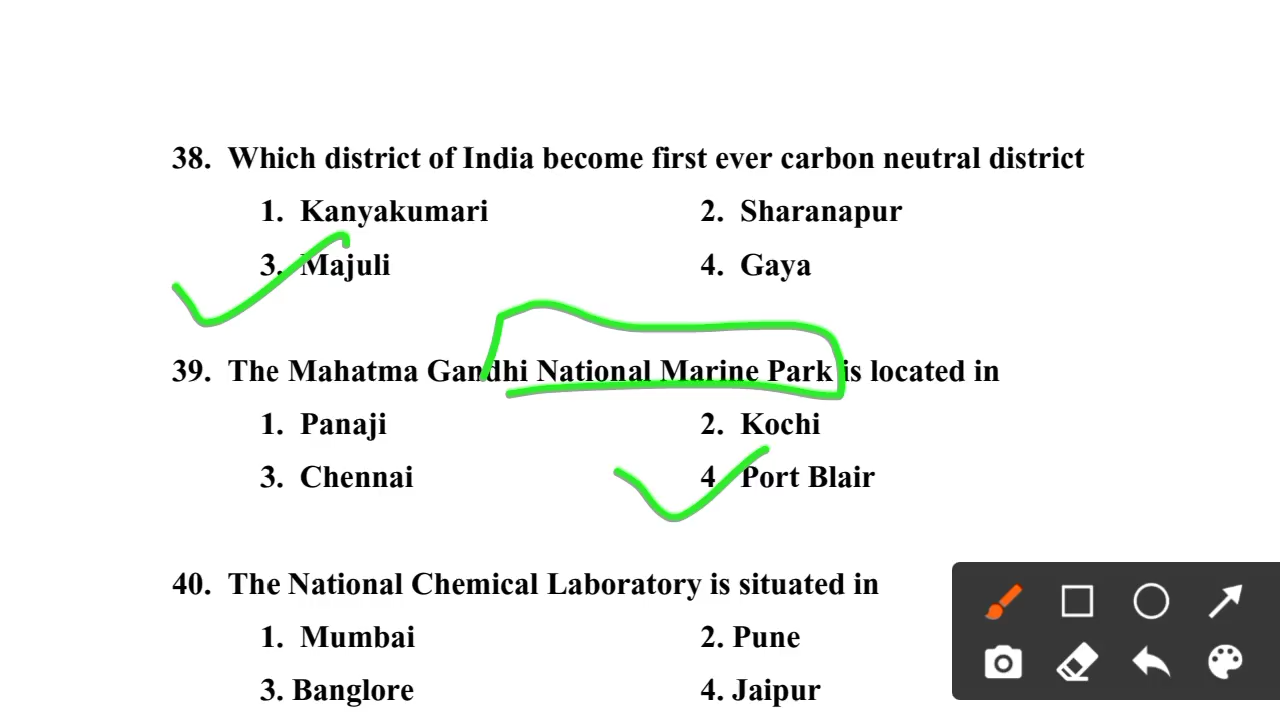 38. Which district of India become first ever carbon neutral district
1. Kanyakumari 2. Sharanapur
3. Majuli 4. Gaya
39. The Mahatma Gandhi National Marine Park is located in
1. Panaji 2. Kochi
3. Chennai 4. Port Blair
40. The National Chemical Laboratory is situated in
1. Mumbai 2. Pune
3. Banglore 4. Jaipur